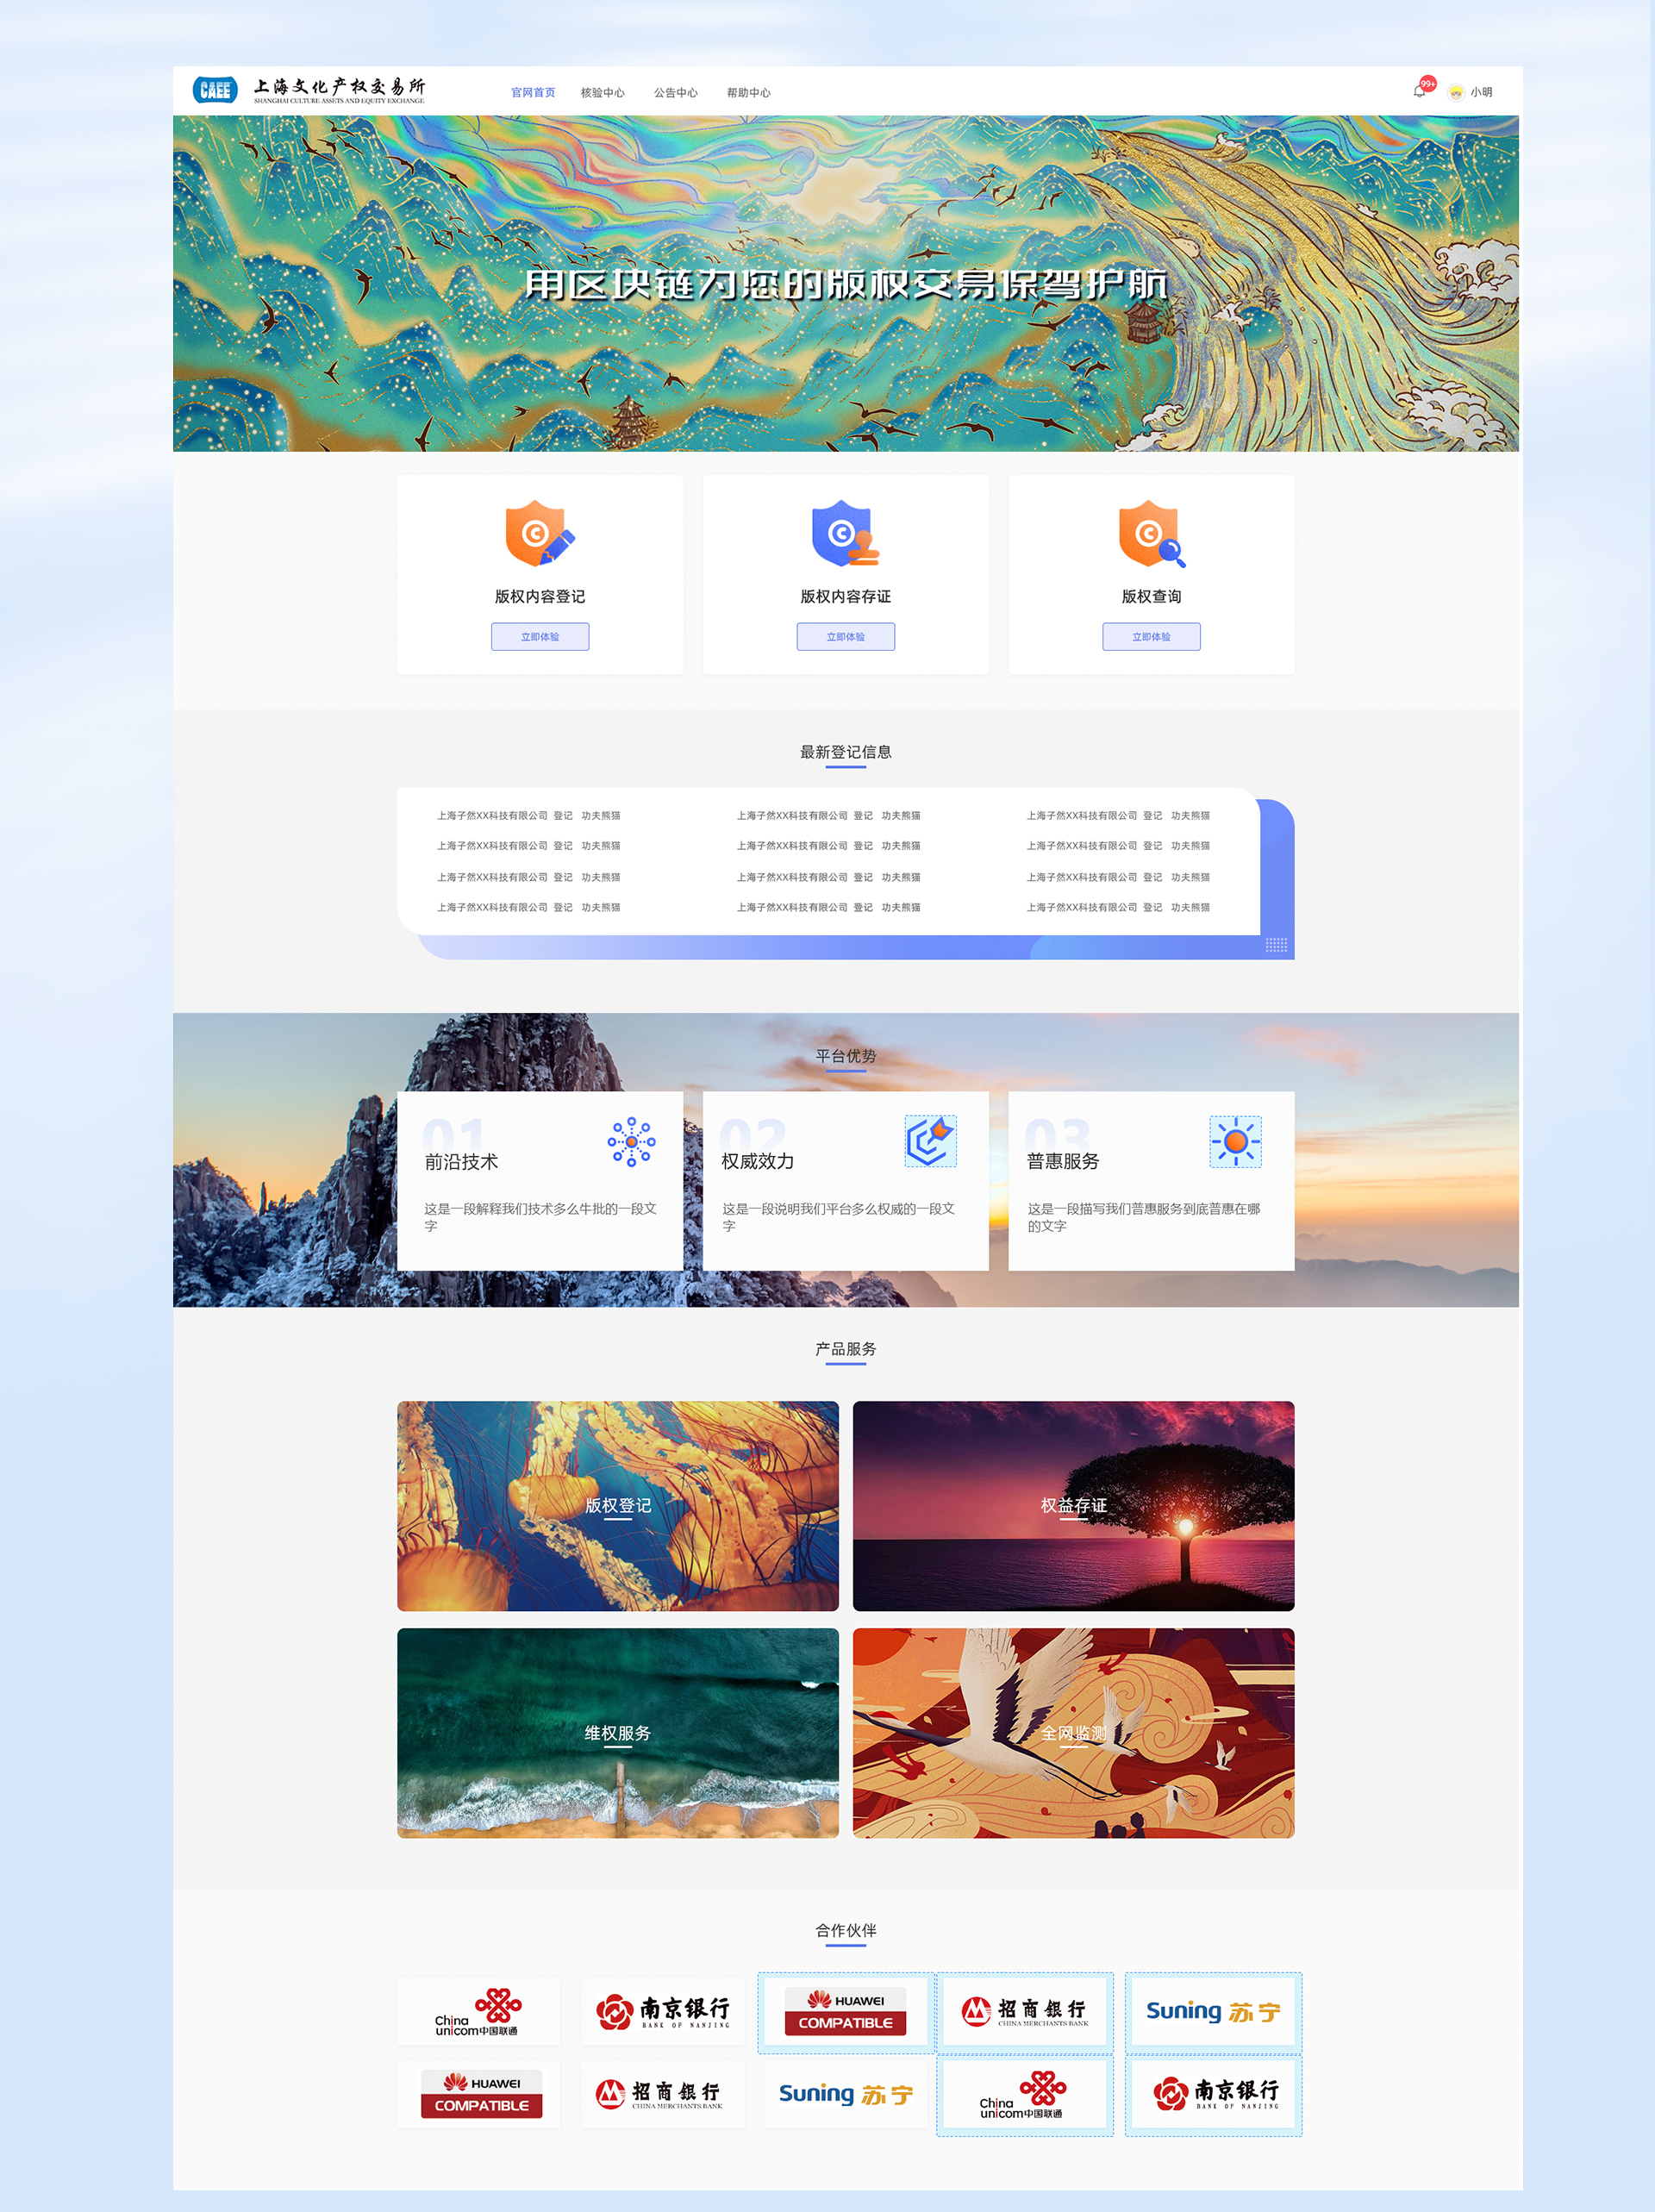 CAEE 上海文化产权交易所
SHANGHAI CULTURE ASSETS AND EQUITY EXCHANGE
官网首页 核验中心 公告中心 帮助中心 99+ 小明
用区块链为您的版权交易保驾护航
版权内容登记 版权内容存证 版权查询
立即体验 立即体验 立即体验
最新登记信息
上海子然XX科技有限公司 登记 功夫熊猫 上海子然XX科技有限公司 登记 功夫熊猫 上海子然XX科技有限公司 登记 功夫熊猫
上海子然XX科技有限公司 登记 功夫熊猫 上海子然XX科技有限公司 登记 功夫熊猫 上海子然XX科技有限公司 登记 功夫熊猫
上海子然XX科技有限公司 登记 功夫熊猫 上海子然XX科技有限公司 登记 功夫熊猫 上海子然XX科技有限公司 登记 功夫熊猫
上海子然XX科技有限公司 登记 功夫熊猫 上海子然XX科技有限公司 登记 功夫熊猫 上海子然XX科技有限公司 登记 功夫熊猫
平台优势
01
前沿技术
这是一段解释我们技术多么牛批的一段文
字
02
权威效力
这是一段说明我们平台多么权威的一段文
字
03
普惠服务
这是一段描写我们普惠服务到底普惠在哪
的文字
产品服务
版权登记 权益存证
维权服务 全网监测
合作伙伴
China
unicom中国联通
南京银行
BANK OF NANJING
HUAWEI
COMPATIBLE
招商银行
CHINA MERCHANTS BANK
Suning 苏宁
HUAWEI
COMPATIBLE
招商银行
CHINA MERCHANTS BANK
Suning 苏宁
China
unicom中国联通
南京银行
BANK OF NANJING